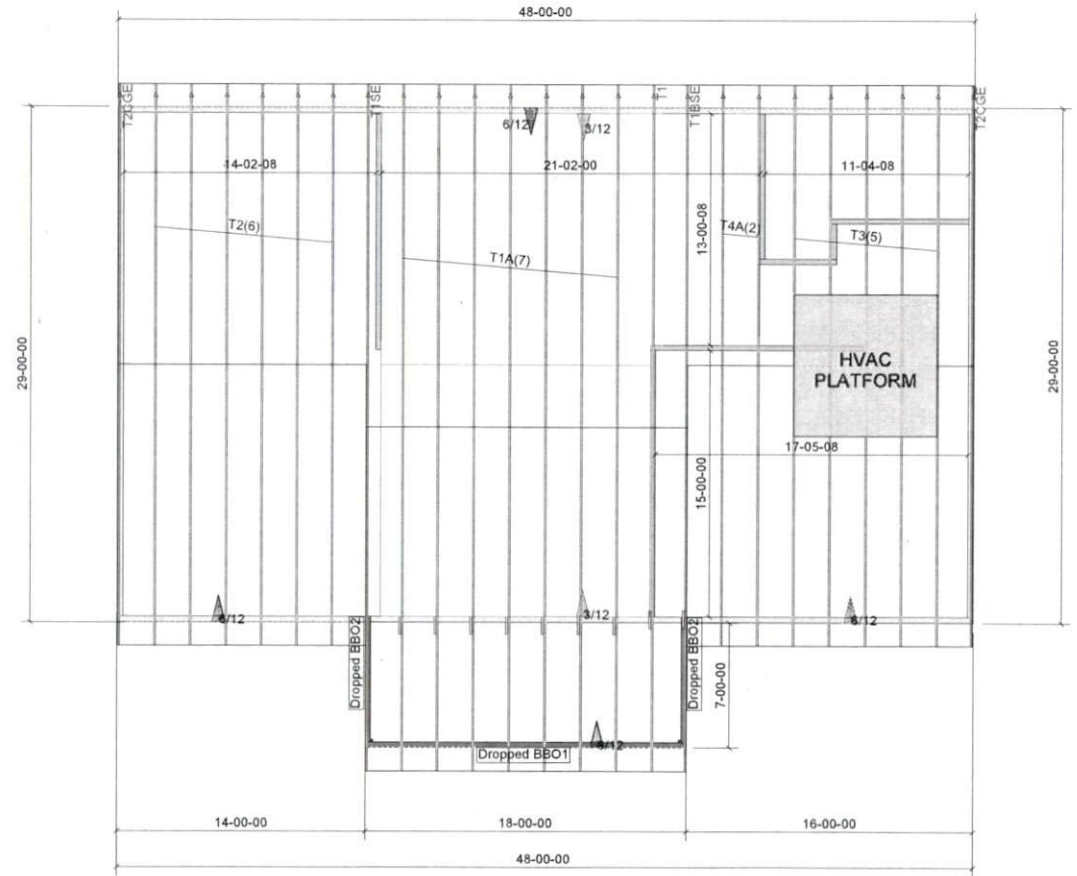 48-00-00
T2CGE
T1SE
T1
T1BSE
T2CGE
6/12
3/12
14-02-08
21-02-00
11-04-08
T2(6)
T1A(7)
13-00-08
T4A(2)
T3(5)
29-00-00
HVAC
PLATFORM
29-00-00
17-05-08
15-00-00
6/12
3/12
6/12
Dropped BBO2
Dropped BBO2
7-00-00
6/12
Dropped BBO1
14-00-00
18-00-00
16-00-00
48-00-00